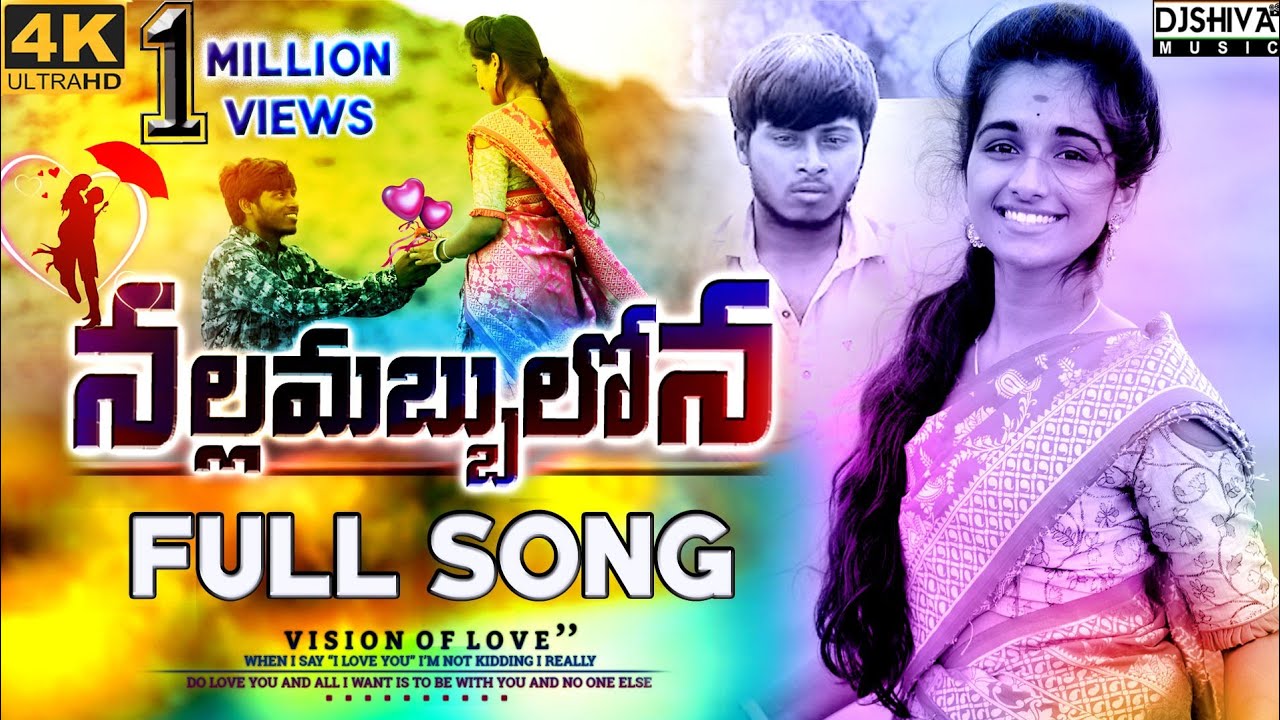 4K
ULTRAHD
1
MILLION
VIEWS
DJSHIVA
MUSIC
నల్లమబ్బులోన
FULL SONG
VISION OF LOVE”
WHEN I SAY “I LOVE YOU” I’M NOT KIDDING I REALLY
DO LOVE YOU AND ALL I WANT IS TO BE WITH YOU AND NO ONE ELSE